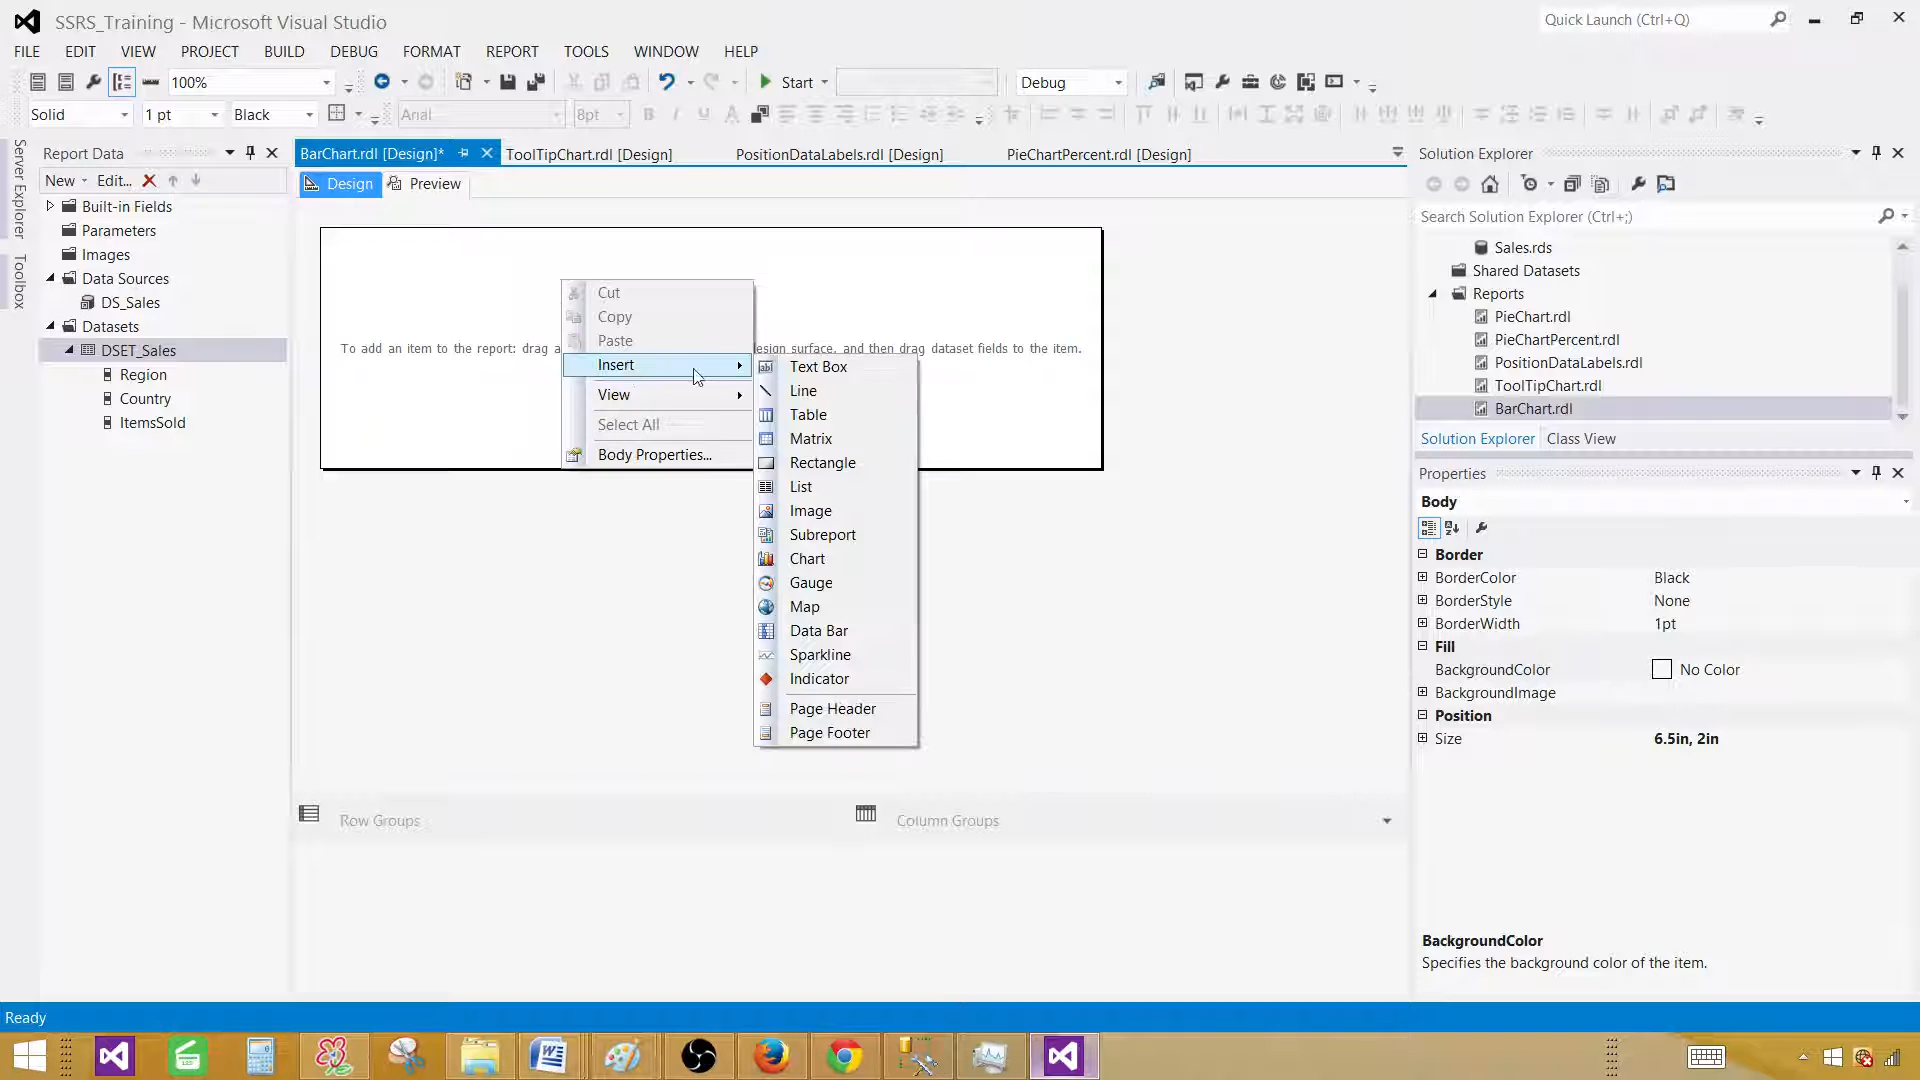 SSRS_Training - Microsoft Visual Studio
Quick Launch (Ctrl+Q)
FILE EDIT VIEW PROJECT BUILD DEBUG FORMAT REPORT TOOLS WINDOW HELP
100%
Start
Debug
Solid 1 pt Black Arial 8pt B I U A
Server Explorer
Toolbox
Report Data
New Edit...
Built-in Fields
Parameters
Images
Data Sources
DS_Sales
Datasets
DSET_Sales
Region
Country
ItemsSold
BarChart.rdl [Design]* ToolTipChart.rdl [Design] PositionDataLabels.rdl [Design] PieChartPercent.rdl [Design]
Design Preview
To add an item to the report: drag a
esign surface, and then drag dataset fields to the item.
Cut
Copy
Paste
Insert
View
Select All
Body Properties...
Text Box
Line
Table
Matrix
Rectangle
List
Image
Subreport
Chart
Gauge
Map
Data Bar
Sparkline
Indicator
Page Header
Page Footer
Row Groups
Column Groups
Solution Explorer
Search Solution Explorer (Ctrl+;)
Sales.rds
Shared Datasets
Reports
PieChart.rdl
PieChartPercent.rdl
PositionDataLabels.rdl
ToolTipChart.rdl
BarChart.rdl
Solution Explorer Class View
Properties
Body
Border
BorderColor Black
BorderStyle None
BorderWidth 1pt
Fill
BackgroundColor No Color
BackgroundImage
Position
Size 6.5in, 2in
BackgroundColor
Specifies the background color of the item.
Ready